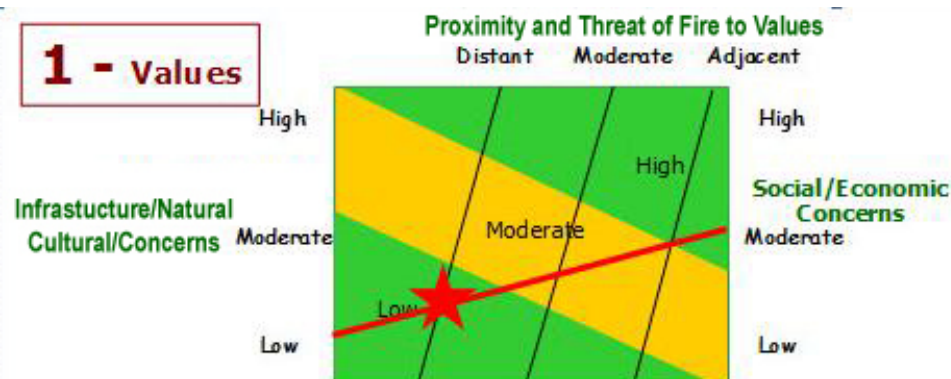 Proximity and Threat of Fire to Values
1 - Values
Distant Moderate Adjacent
High
High
High
Infrastucture/Natural
Cultural/Concerns
Moderate
Moderate
Social/Economic
Concerns
Moderate
Low
Low
Low